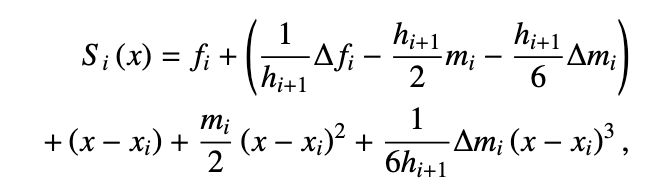 S_i(x) = f_i + \left( \frac{1}{h_{i+1}} \Delta f_i - \frac{h_{i+1}}{2} m_i - \frac{h_{i+1}}{6} \Delta m_i \right)
+ (x - x_i) + \frac{m_i}{2} (x - x_i)^2 + \frac{1}{6h_{i+1}} \Delta m_i (x - x_i)^3 ,